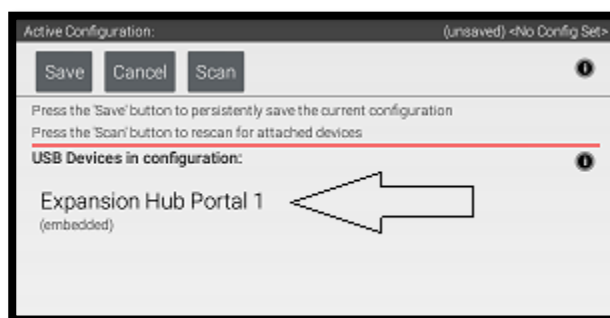 Active Configuration: (unsaved) <No Config Set>
Save Cancel Scan
Press the 'Save' button to persistently save the current configuration
Press the 'Scan' button to rescan for attached devices
USB Devices in configuration:
Expansion Hub Portal 1
(embedded)